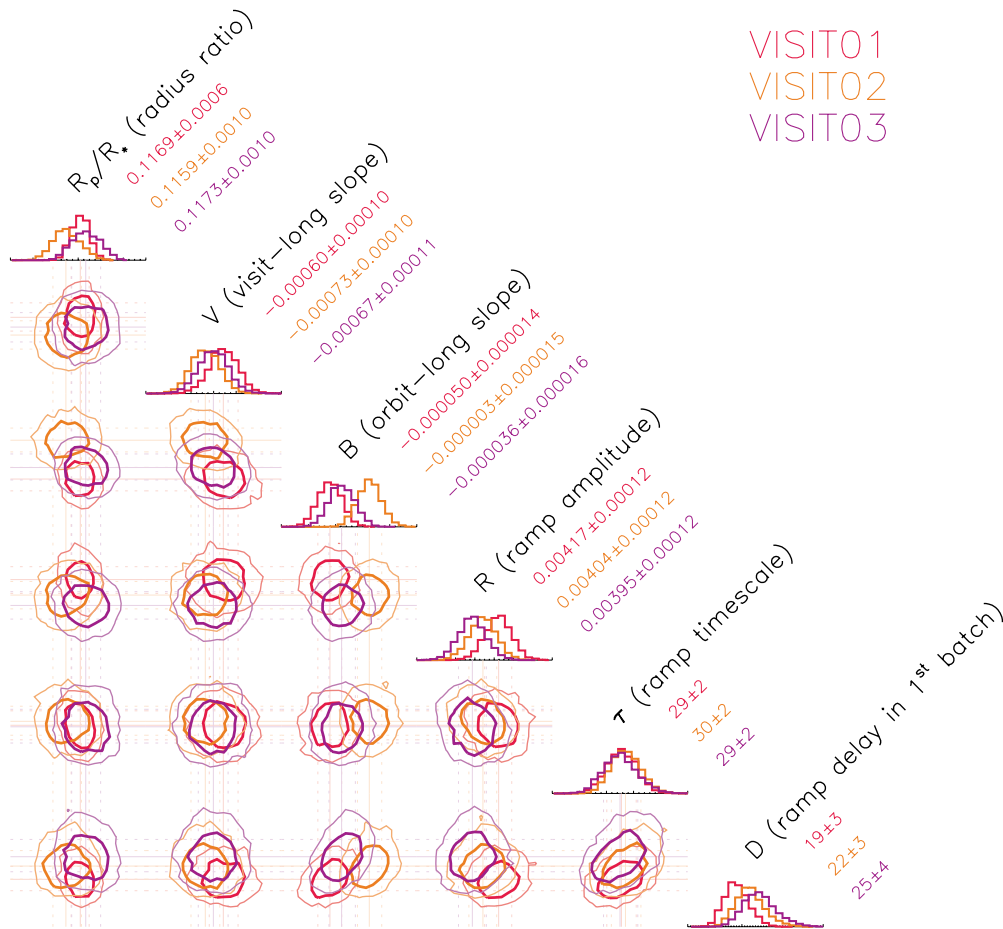 VISIT01
VISIT02
VISIT03
Rp/R* (radius ratio)
0.1169±0.0006
0.1159±0.0010
0.1173±0.0010
V (visit-long slope)
-0.00060±0.00010
-0.00073±0.00010
-0.00067±0.00011
B (orbit-long slope)
-0.000050±0.000014
-0.000003±0.000015
-0.000036±0.000016
R (ramp amplitude)
0.00417±0.00012
0.00404±0.00012
0.00395±0.00012
τ (ramp timescale)
29±2
30±2
29±2
D (ramp delay in 1st batch)
19±3
22±3
25±4